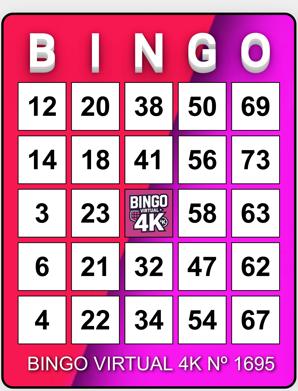 B I N G O
12 20 38 50 69
14 18 41 56 73
3 23 BINGO VIRTUAL 4K 58 63
6 21 32 47 62
4 22 34 54 67
BINGO VIRTUAL 4K Nº 1695